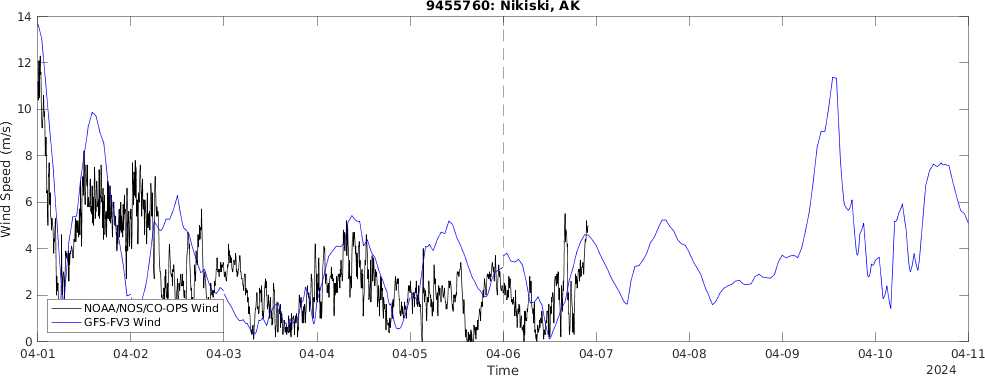 9455760: Nikiski, AK
Wind Speed (m/s)
14
12
10
8
6
4
2
0
NOAA/NOS/CO-OPS Wind
GFS-FV3 Wind
04-01 04-02 04-03 04-04 04-05 04-06 04-07 04-08 04-09 04-10 04-11
Time
2024